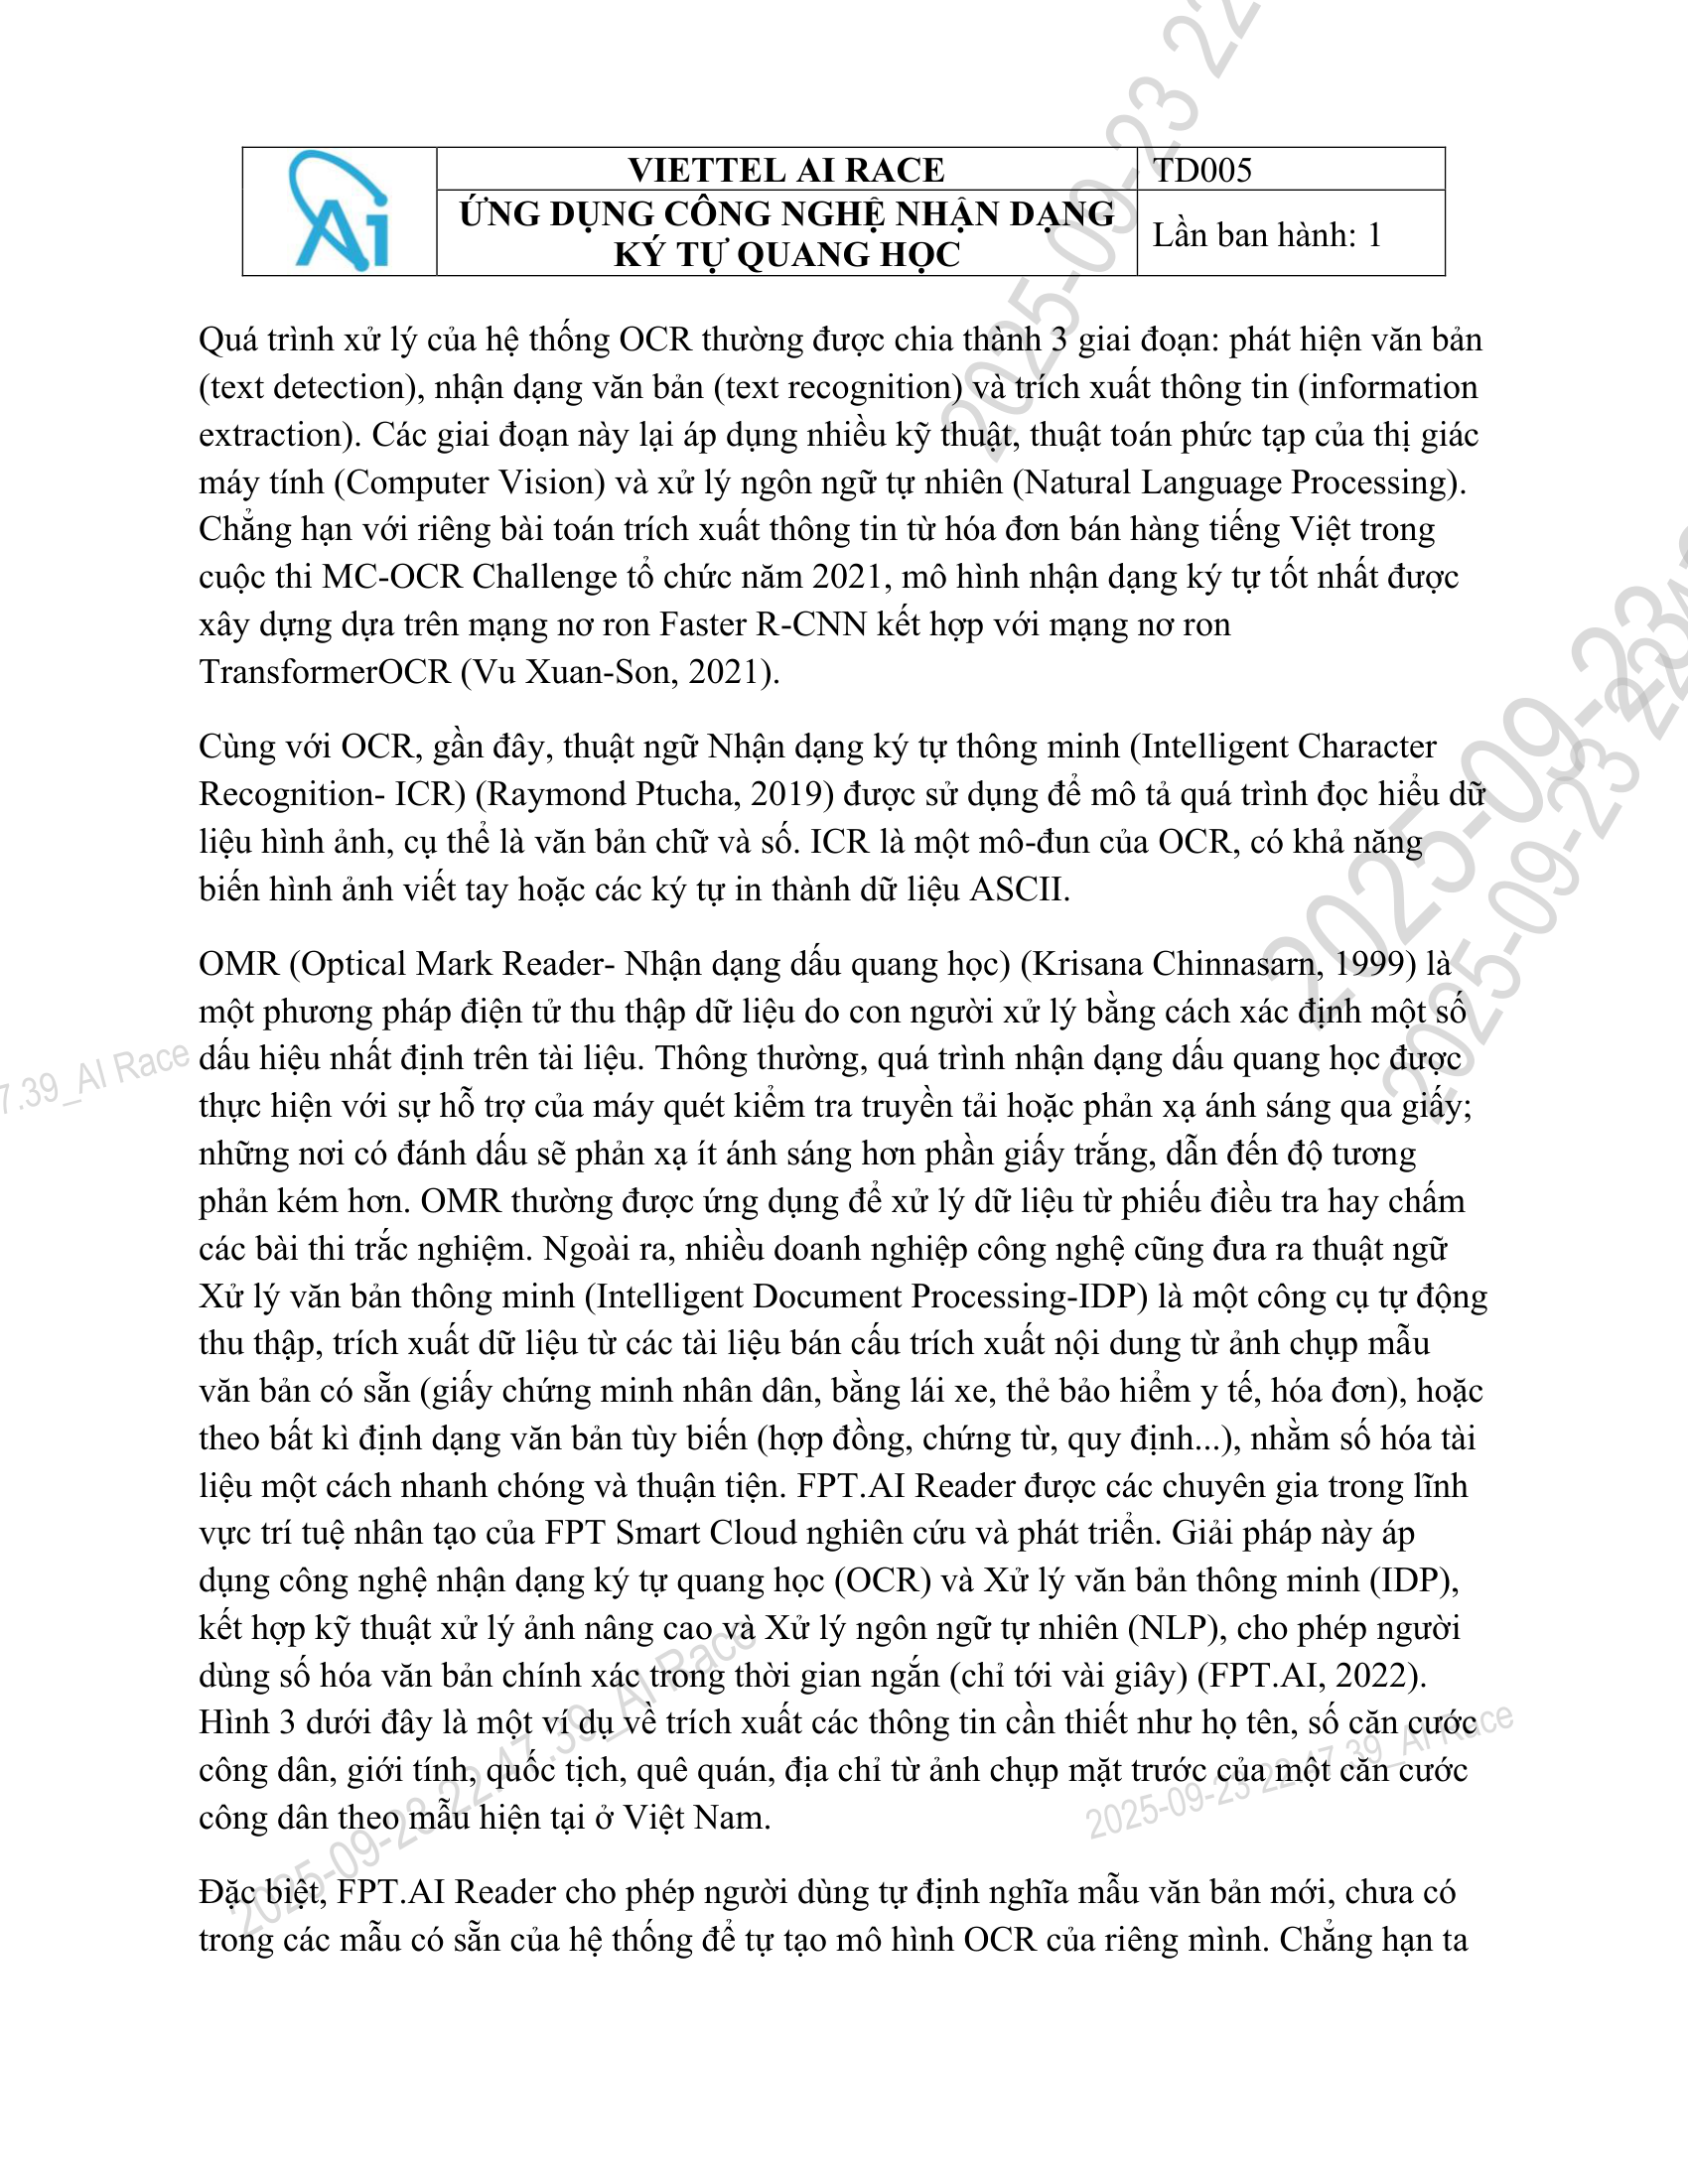 Ai
VIETTEL AI RACE
TD005
ỨNG DỤNG CÔNG NGHỆ NHẬN DẠNG
KÝ TỰ QUANG HỌC
Lần ban hành: 1
Quá trình xử lý của hệ thống OCR thường được chia thành 3 giai đoạn: phát hiện văn bản
(text detection), nhận dạng văn bản (text recognition) và trích xuất thông tin (information
extraction). Các giai đoạn này lại áp dụng nhiều kỹ thuật, thuật toán phức tạp của thị giác
máy tính (Computer Vision) và xử lý ngôn ngữ tự nhiên (Natural Language Processing).
Chẳng hạn với riêng bài toán trích xuất thông tin từ hóa đơn bán hàng tiếng Việt trong
cuộc thi MC-OCR Challenge tổ chức năm 2021, mô hình nhận dạng ký tự tốt nhất được
xây dựng dựa trên mạng nơ ron Faster R-CNN kết hợp với mạng nơ ron
TransformerOCR (Vu Xuan-Son, 2021).
Cùng với OCR, gần đây, thuật ngữ Nhận dạng ký tự thông minh (Intelligent Character
Recognition- ICR) (Raymond Ptucha, 2019) được sử dụng để mô tả quá trình đọc hiểu dữ
liệu hình ảnh, cụ thể là văn bản chữ và số. ICR là một mô-đun của OCR, có khả năng
biến hình ảnh viết tay hoặc các ký tự in thành dữ liệu ASCII.
OMR (Optical Mark Reader- Nhận dạng dấu quang học) (Krisana Chinnasarn, 1999) là
một phương pháp điện tử thu thập dữ liệu do con người xử lý bằng cách xác định một số
dấu hiệu nhất định trên tài liệu. Thông thường, quá trình nhận dạng dấu quang học được
thực hiện với sự hỗ trợ của máy quét kiểm tra truyền tải hoặc phản xạ ánh sáng qua giấy;
những nơi có đánh dấu sẽ phản xạ ít ánh sáng hơn phần giấy trắng, dẫn đến độ tương
phản kém hơn. OMR thường được ứng dụng để xử lý dữ liệu từ phiếu điều tra hay chấm
các bài thi trắc nghiệm. Ngoài ra, nhiều doanh nghiệp công nghệ cũng đưa ra thuật ngữ
Xử lý văn bản thông minh (Intelligent Document Processing-IDP) là một công cụ tự động
thu thập, trích xuất dữ liệu từ các tài liệu bán cấu trích xuất nội dung từ ảnh chụp mẫu
văn bản có sẵn (giấy chứng minh nhân dân, bằng lái xe, thẻ bảo hiểm y tế, hóa đơn), hoặc
theo bất kì định dạng văn bản tùy biến (hợp đồng, chứng từ, quy định...), nhằm số hóa tài
liệu một cách nhanh chóng và thuận tiện. FPT.AI Reader được các chuyên gia trong lĩnh
vực trí tuệ nhân tạo của FPT Smart Cloud nghiên cứu và phát triển. Giải pháp này áp
dụng công nghệ nhận dạng ký tự quang học (OCR) và Xử lý văn bản thông minh (IDP),
kết hợp kỹ thuật xử lý ảnh nâng cao và Xử lý ngôn ngữ tự nhiên (NLP), cho phép người
dùng số hóa văn bản chính xác trong thời gian ngắn (chỉ tới vài giây) (FPT.AI, 2022).
Hình 3 dưới đây là một ví dụ về trích xuất các thông tin cần thiết như họ tên, số căn cước
công dân, giới tính, quốc tịch, quê quán, địa chỉ từ ảnh chụp mặt trước của một căn cước
công dân theo mẫu hiện tại ở Việt Nam.
Đặc biệt, FPT.AI Reader cho phép người dùng tự định nghĩa mẫu văn bản mới, chưa có
trong các mẫu có sẵn của hệ thống để tự tạo mô hình OCR của riêng mình. Chẳng hạn ta
2025-09-23 22
2025-09-23
2025-09-23 22
7.39_AI Race
2025-09-23 22.47.39_AI Race
2025-09-23 22.47.39_AI Race